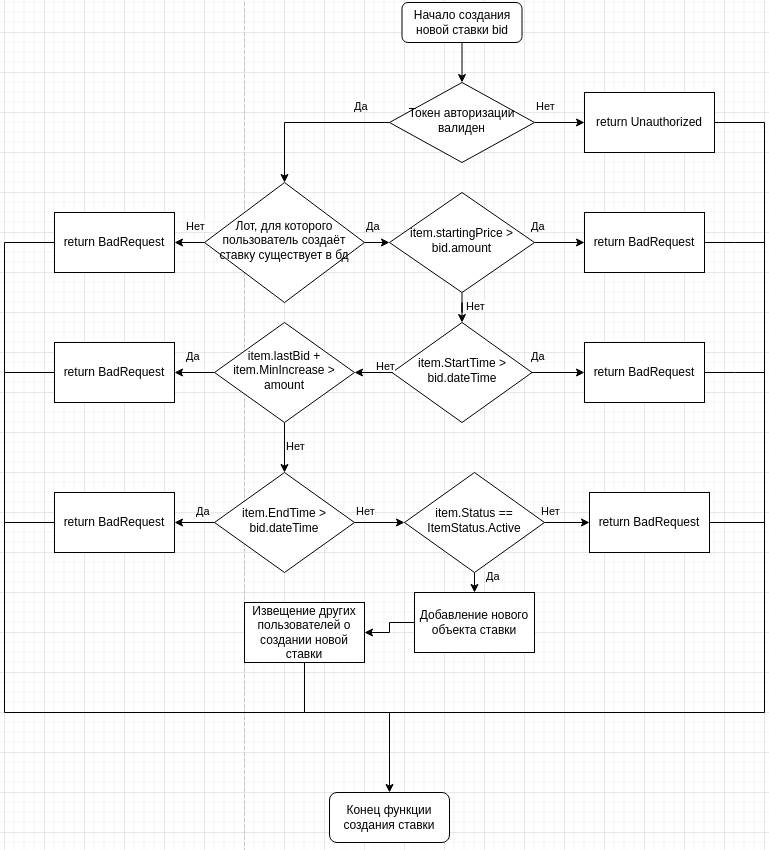 Начало создания
новой ставки bid
Да
Токен авторизации
валиден
Нет
return Unauthorized
return BadRequest
Нет
Лот, для которого
пользователь создаёт
ставку существует в бд
Да
item.startingPrice >
bid.amount
Да
return BadRequest
Нет
return BadRequest
Да
item.lastBid +
item.MinIncrease >
amount
Нет
item.StartTime >
bid.dateTime
Да
return BadRequest
Нет
return BadRequest
Да
item.EndTime >
bid.dateTime
Нет
item.Status ==
ItemStatus.Active
Нет
return BadRequest
Да
Извещение других
пользователей о
создании новой
ставки
Добавление нового
объекта ставки
Конец функции
создания ставки